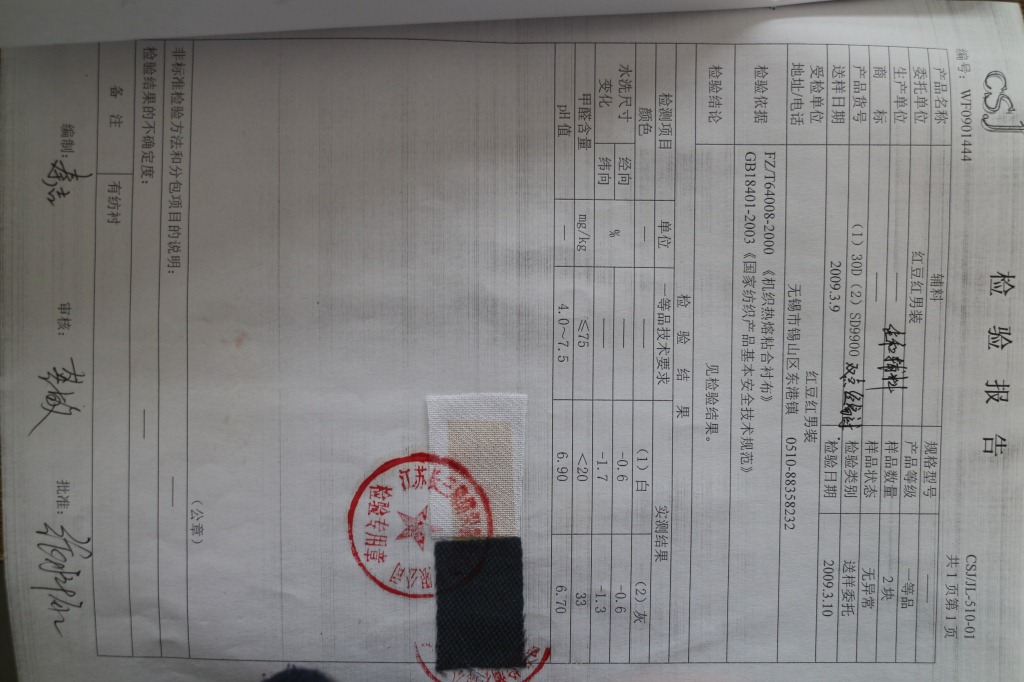 CSJ
检 验 报 告
CSJ/JL-510-01
编号：WF0901444 共 1 页第 1 页
产品名称 辅料 规格型号 ——
委托单位 红豆红男装 产品等级 一等品
生产单位 —— 样品数量 2 块
商 标 —— 样品状态 无异常
产品货号 (1) 30D (2) SD9900 双点 检验类别 送样委托
送样日期 2009.3.9 检验日期 2009.3.10
受检单位 红豆红男装
地址/电话 无锡市锡山区东港镇 0510-88358232
检验依据 FZ/T64008-2000 《机织热熔粘合衬布》
GB18401-2003《国家纺织产品基本安全技术规范》
检验结论 见检验结果。
检 验 结 果
检测项目 单位 一等品技术要求 实测结果
颜色 — —— (1) 白 (2) 灰
水洗尺寸变化 经向 % —— -0.6 -0.6
纬向 —— -1.7 -1.3
甲醛含量 mg/kg ≤75 <20 33
pH 值 — 4.0~7.5 6.90 6.70
江苏长三
检验专用章
(公章)
非标准检验方法和分包项目的说明： ——
检验结果的不确定度： ——
备 注 有纺衬
编制： 审核：李敏 批准：